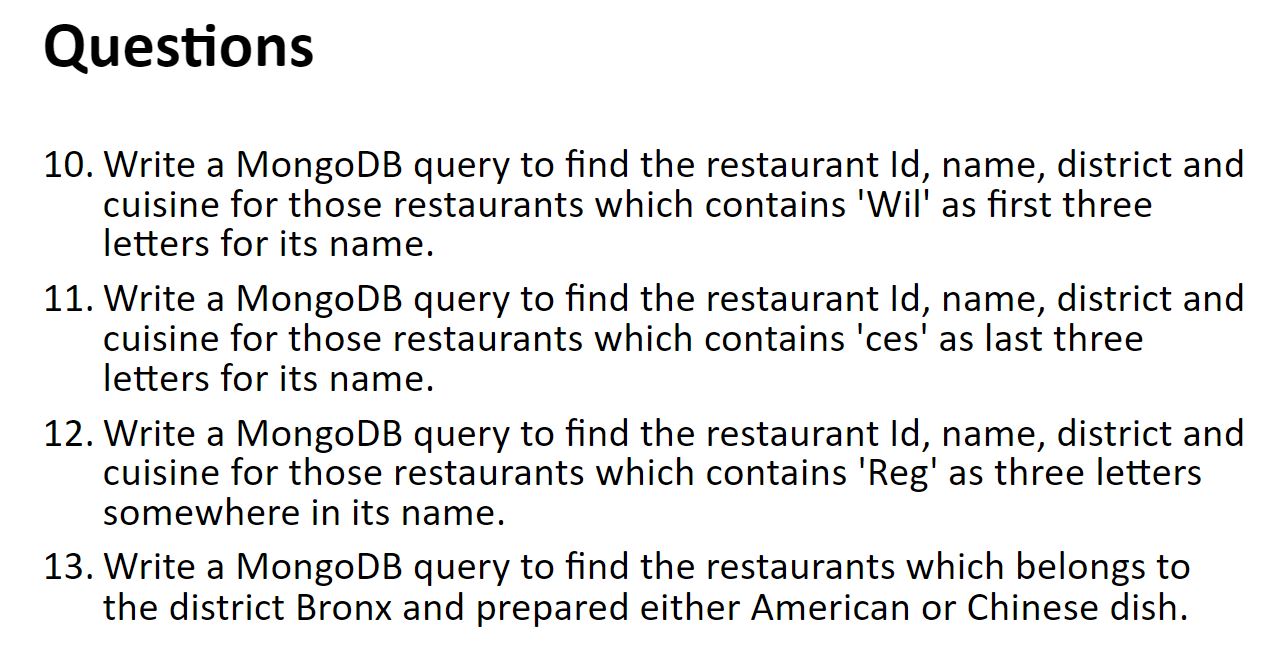 Questions
10. Write a MongoDB query to find the restaurant Id, name, district and
cuisine for those restaurants which contains 'Wil' as first three
letters for its name.
11. Write a MongoDB query to find the restaurant Id, name, district and
cuisine for those restaurants which contains 'ces' as last three
letters for its name.
12. Write a MongoDB query to find the restaurant Id, name, district and
cuisine for those restaurants which contains 'Reg' as three letters
somewhere in its name.
13. Write a MongoDB query to find the restaurants which belongs to
the district Bronx and prepared either American or Chinese dish.